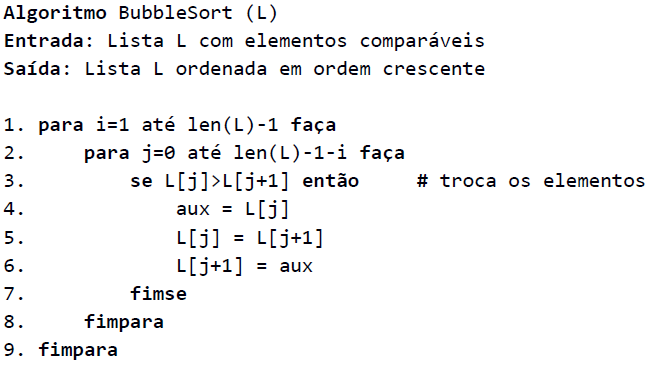 Algoritmo BubbleSort (L)
Entrada: Lista L com elementos comparáveis
Saída: Lista L ordenada em ordem crescente
1. para i=1 até len(L)-1 faça
2. para j=0 até len(L)-1-i faça
3. se L[j]>L[j+1] então # troca os elementos
4. aux = L[j]
5. L[j] = L[j+1]
6. L[j+1] = aux
7. fimse
8. fimpara
9. fimpara